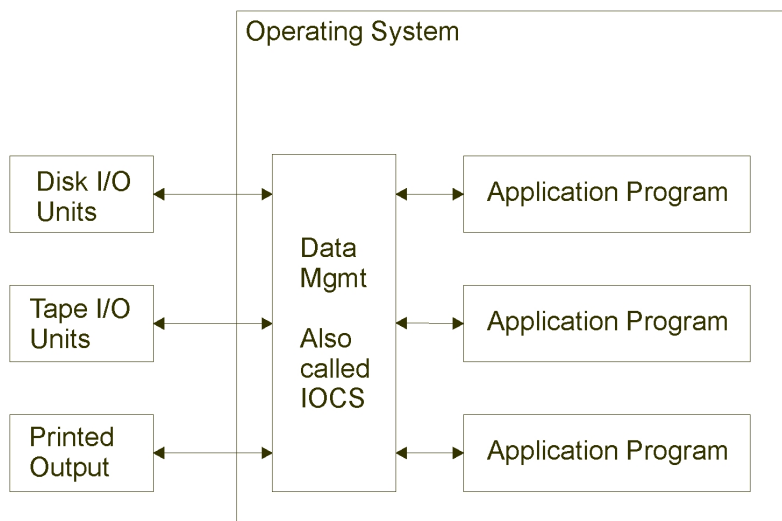 Operating System
Disk I/O
Units
Application Program
Data
Mgmt
Also
called
IOCS
Tape I/O
Units
Application Program
Printed
Output
Application Program